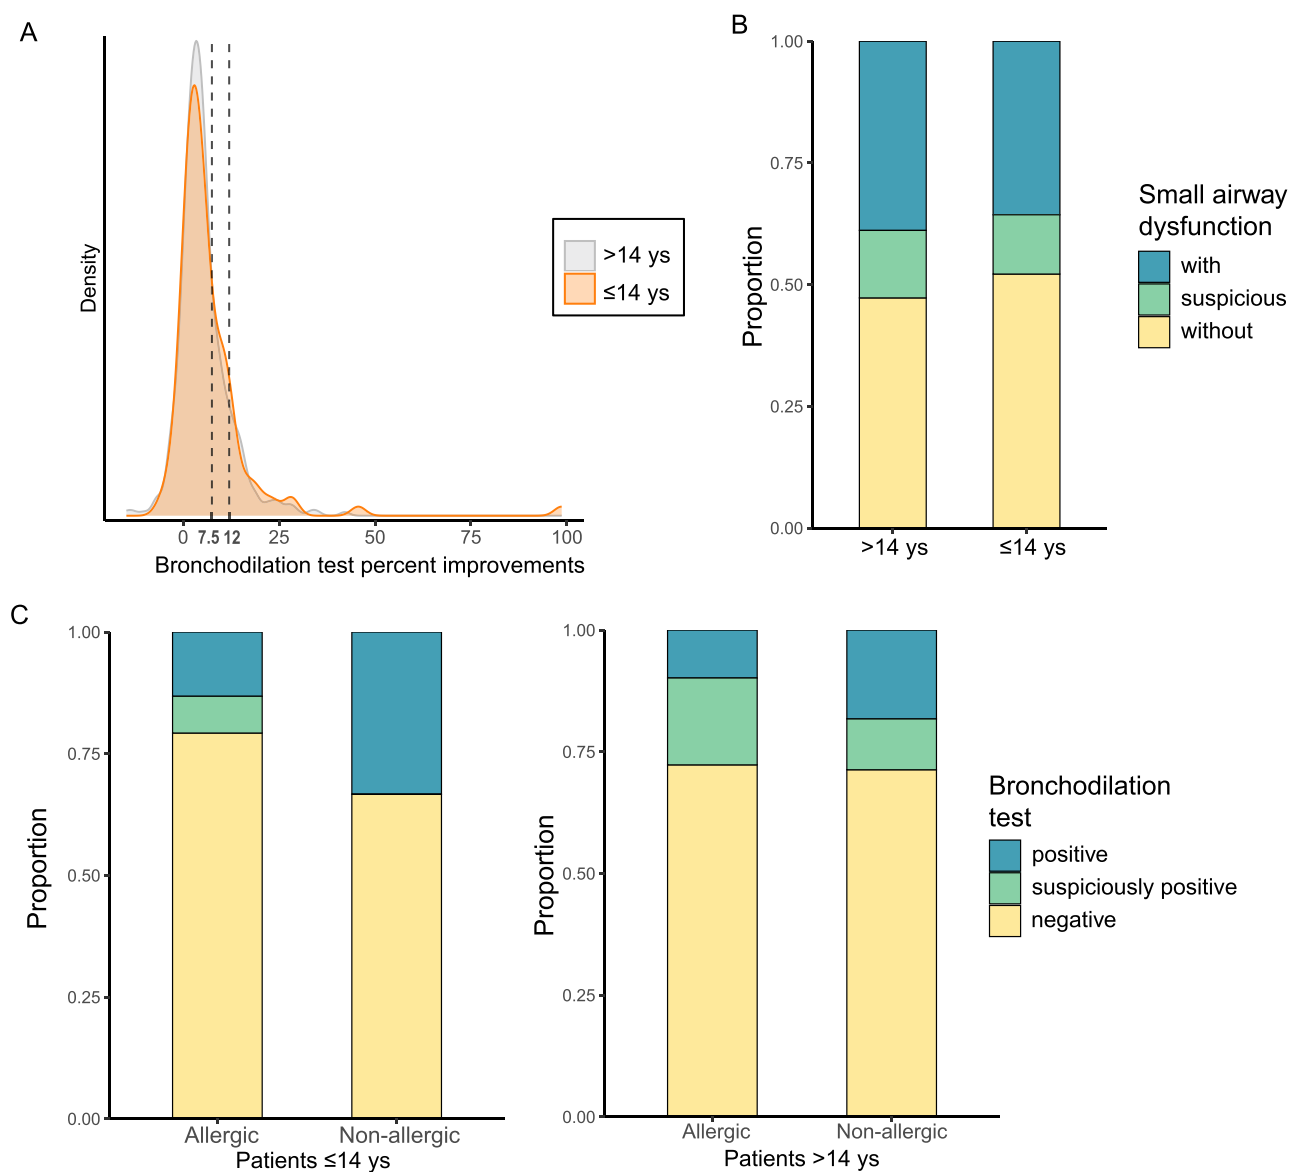 A
Density
0 7.5 12 25 50 75 100
Bronchodilation test percent improvements
>14 ys
≤14 ys
B
1.00
0.75
0.50
0.25
0.00
Proportion
>14 ys ≤14 ys
Small airway
dysfunction
with
suspicious
without
C
1.00
0.75
0.50
0.25
0.00
Proportion
Allergic Non-allergic
Patients ≤14 ys
1.00
0.75
0.50
0.25
0.00
Proportion
Allergic Non-allergic
Patients >14 ys
Bronchodilation
test
positive
suspiciously positive
negative